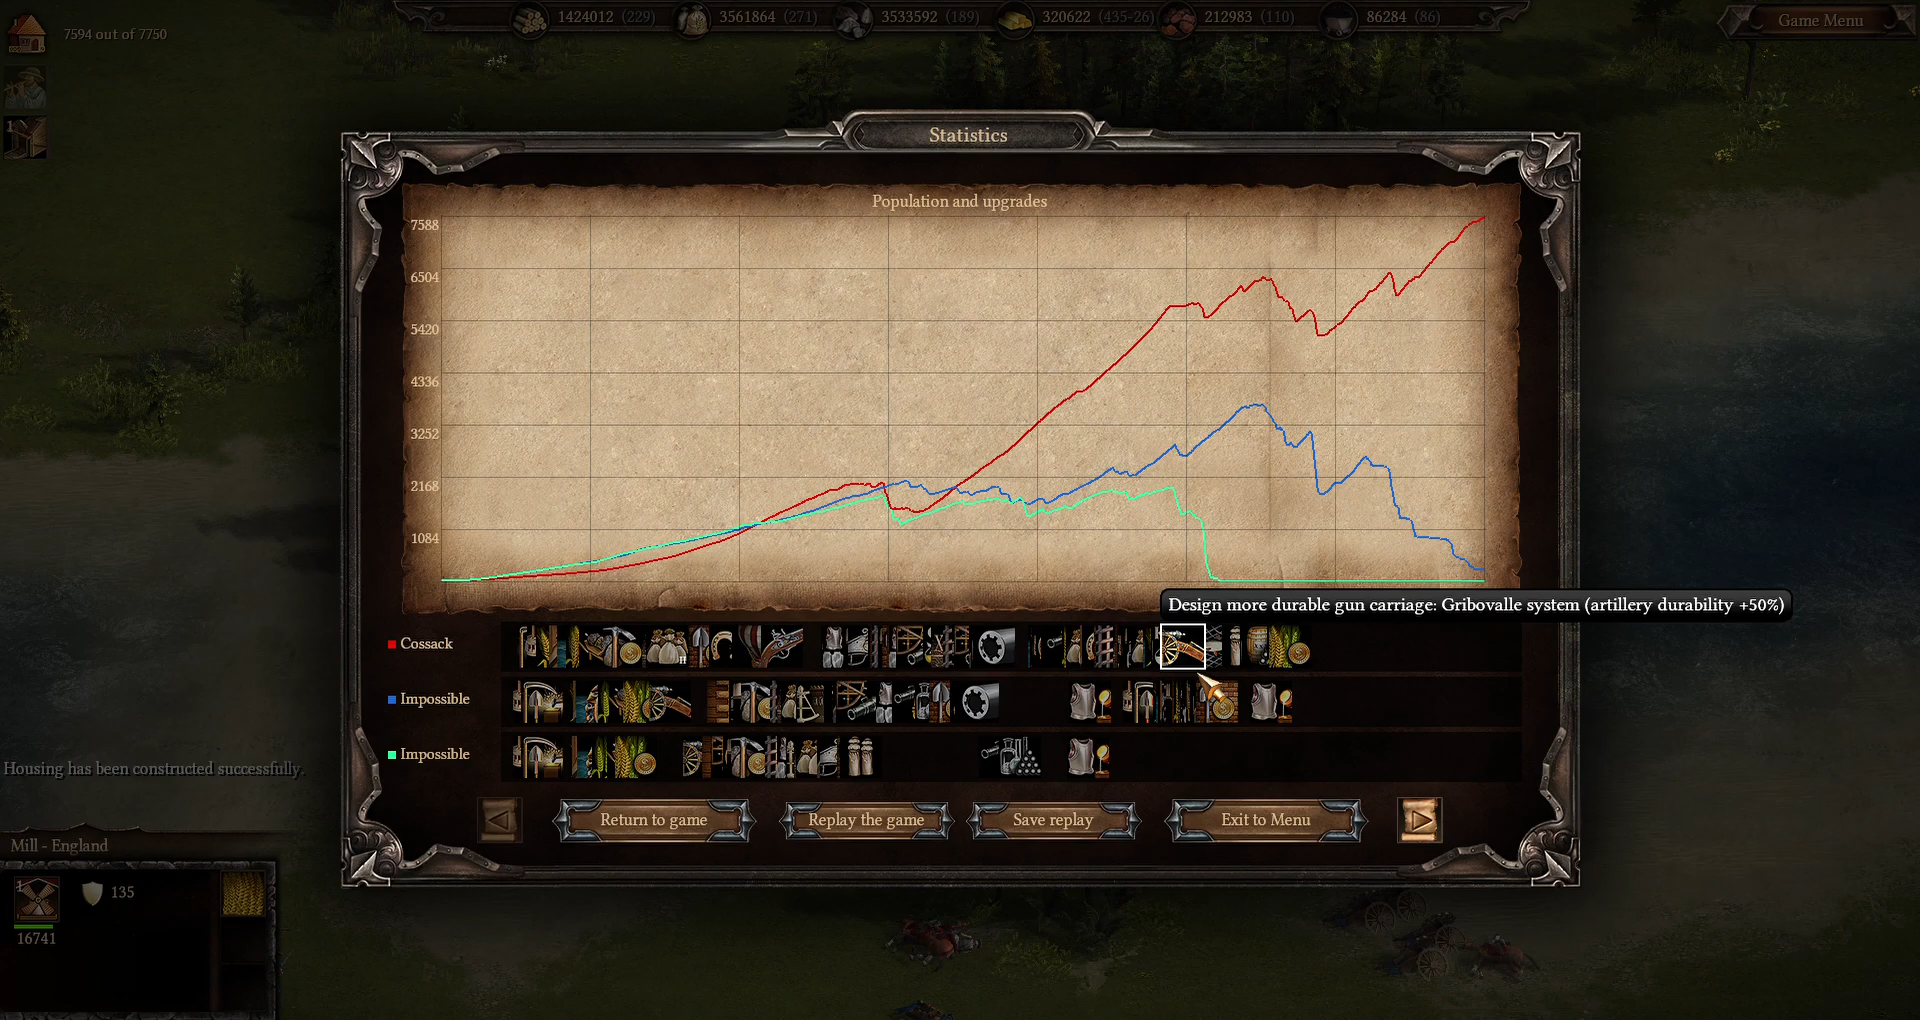 7594 out of 7750
1424012 (229)
3561864 (271)
3533592 (189)
320622 (435-26)
212983 (110)
86284 (86)
Game Menu
Statistics
Population and upgrades
7588
6504
5420
4336
3252
2168
1084
Design more durable gun carriage: Gribovalle system (artillery durability +50%)
Cossack
Impossible
Impossible
Housing has been constructed successfully.
Return to game
Replay the game
Save replay
Exit to Menu
Mill - England
1
135
16741